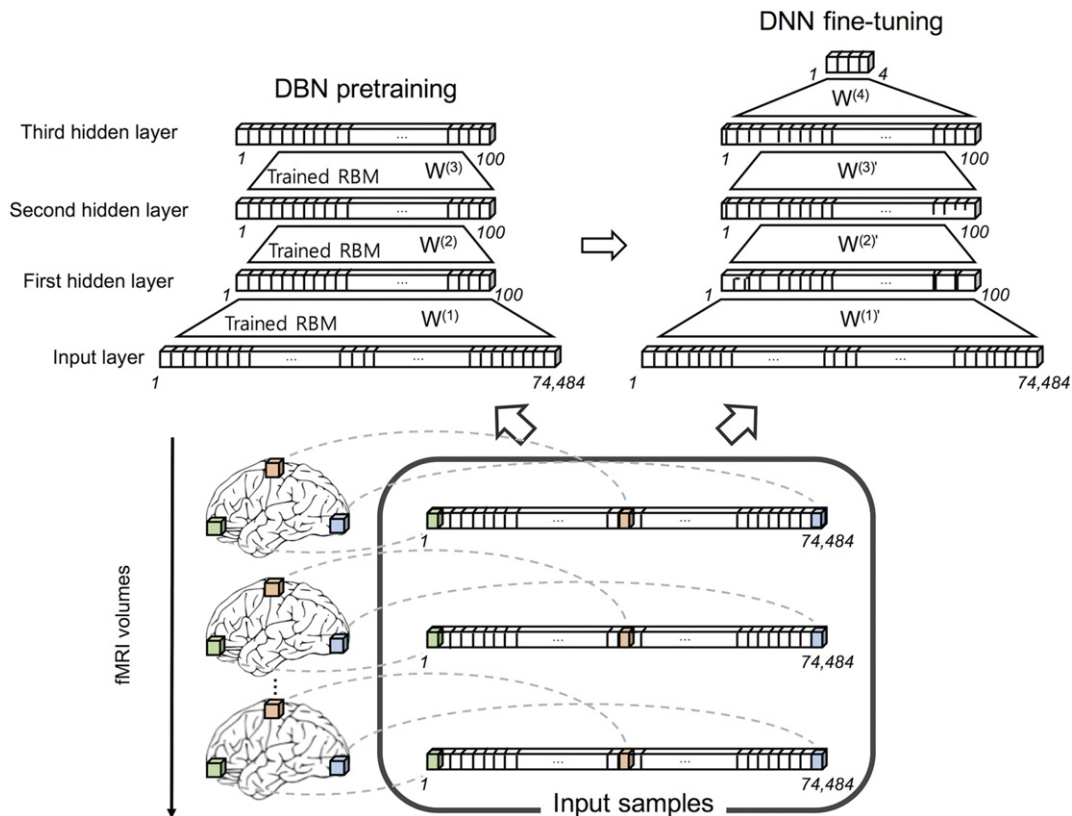 DNN fine-tuning
1
4
W(4)
DBN pretraining
Third hidden layer
...
...
1
100
1
100
Trained RBM
W(3)
W(3)'
Second hidden layer
...
...
1
100
1
100
Trained RBM
W(2)
W(2)'
First hidden layer
...
...
1
100
1
100
Trained RBM
W(1)
W(1)'
Input layer
...
...
...
...
1
74,484
1
74,484
fMRI volumes
...
...
1
74,484
...
...
1
74,484
...
...
1
74,484
Input samples